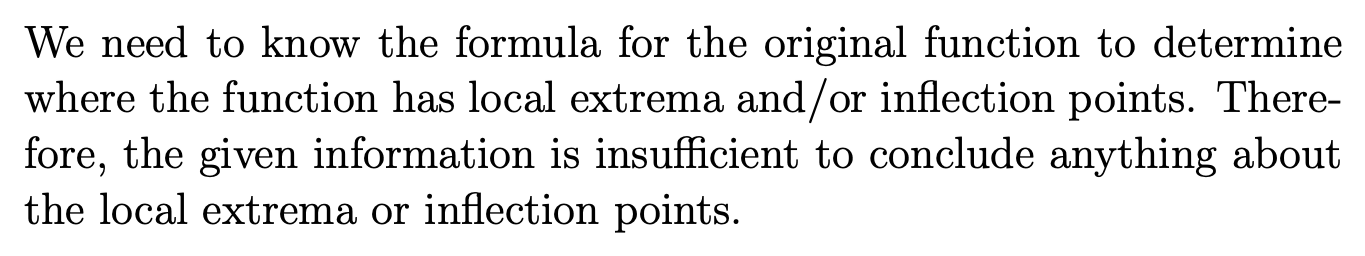 We need to know the formula for the original function to determine
where the function has local extrema and/or inflection points. There-
fore, the given information is insufficient to conclude anything about
the local extrema or inflection points.